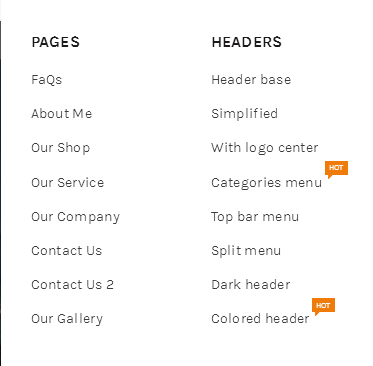 PAGES
FaQs
About Me
Our Shop
Our Service
Our Company
Contact Us
Contact Us 2
Our Gallery
HEADERS
Header base
Simplified
With logo center
HOT
Categories menu
Top bar menu
Split menu
Dark header
HOT
Colored header